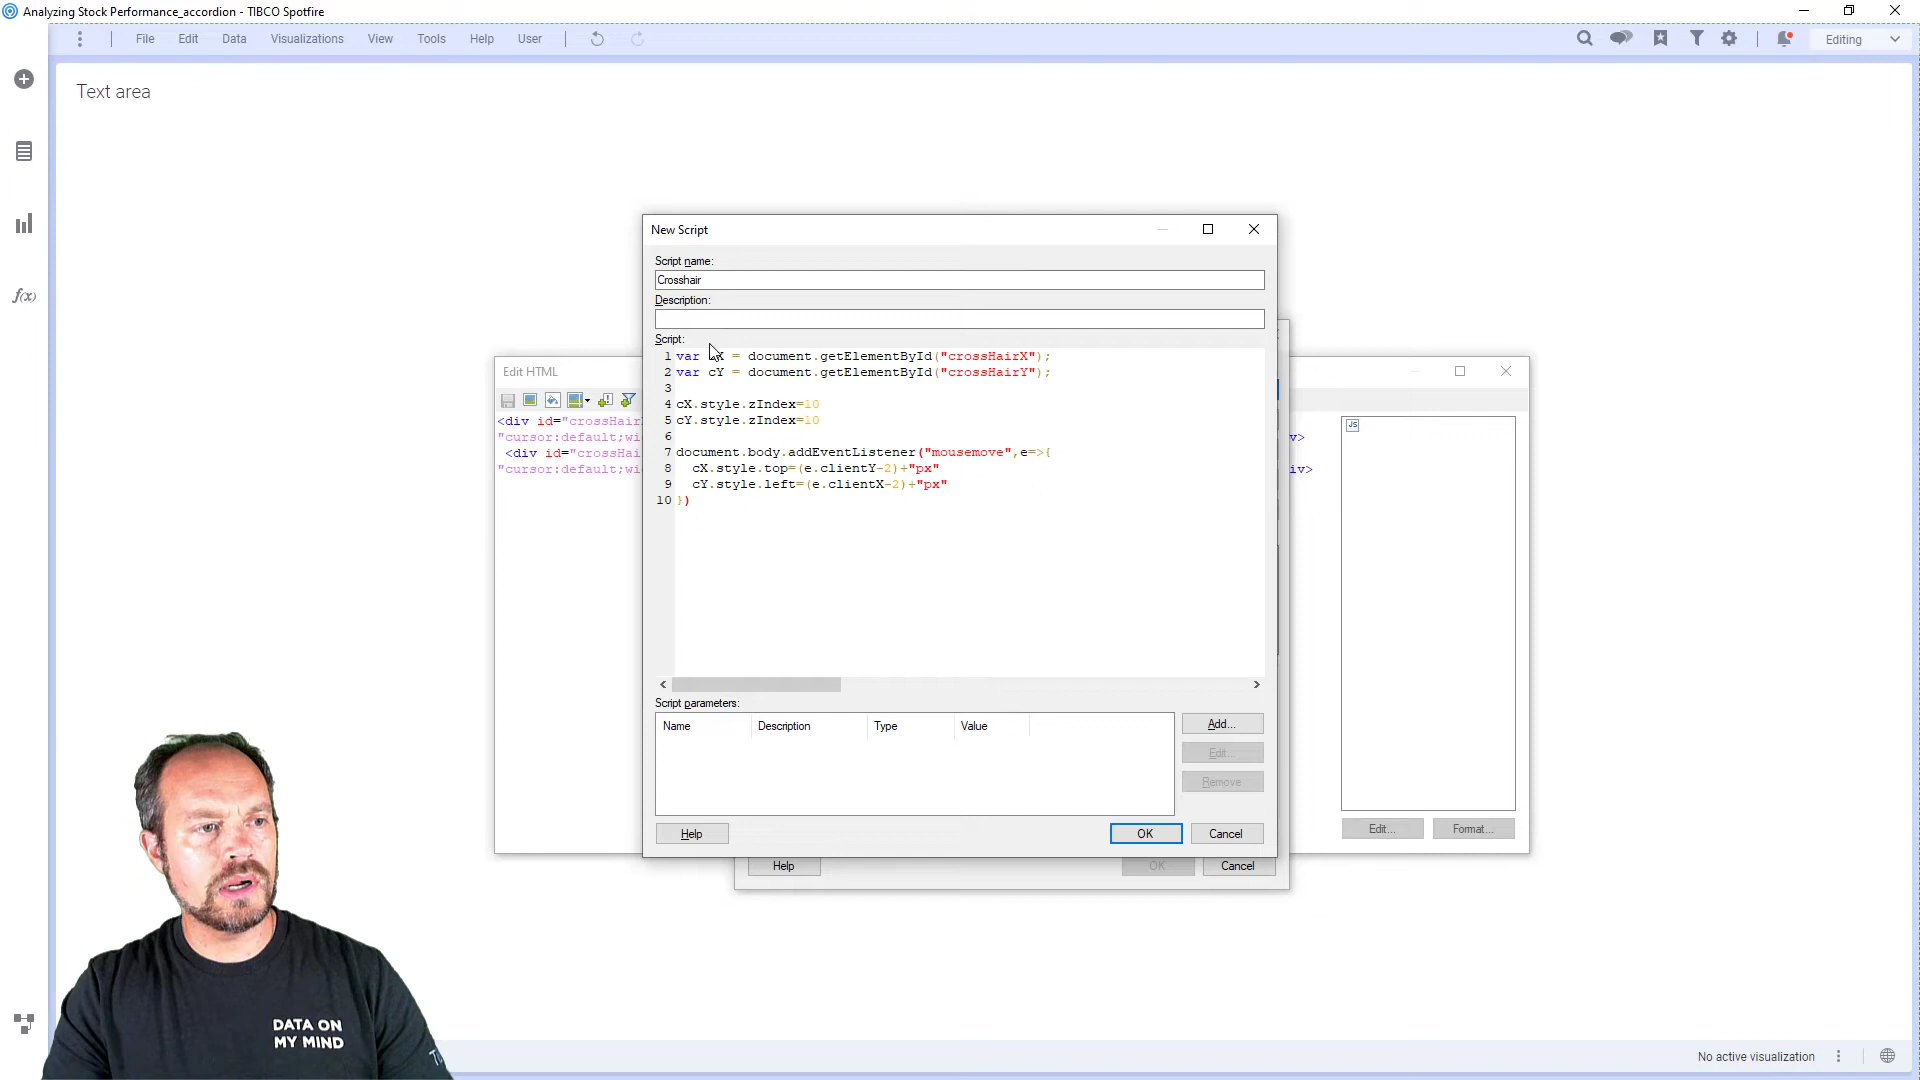 Analyzing Stock Performance_accordion - TIBCO Spotfire
File Edit Data Visualizations View Tools Help User
Editing
Text area
f(x)
New Script
Script name:
Crosshair
Description:
Script:
1 var cX = document.getElementById("crossHairX");
2 var cY = document.getElementById("crossHairY");
3
4 cX.style.zIndex=10
5 cY.style.zIndex=10
6
7 document.body.addEventListener("mousemove",e=>{
8 cX.style.top=(e.clientY-2)+"px"
9 cY.style.left=(e.clientX-2)+"px"
10 })
Script parameters:
Name Description Type Value
Add...
Edit...
Remove
Help OK Cancel
Edit HTML
<div id="crossHair
"cursor:default;wi
<div id="crossHai
"cursor:default;wi
v>
iv>
JS
Edit... Format...
Help OK Cancel
DATA ON
MY MIND
No active visualization